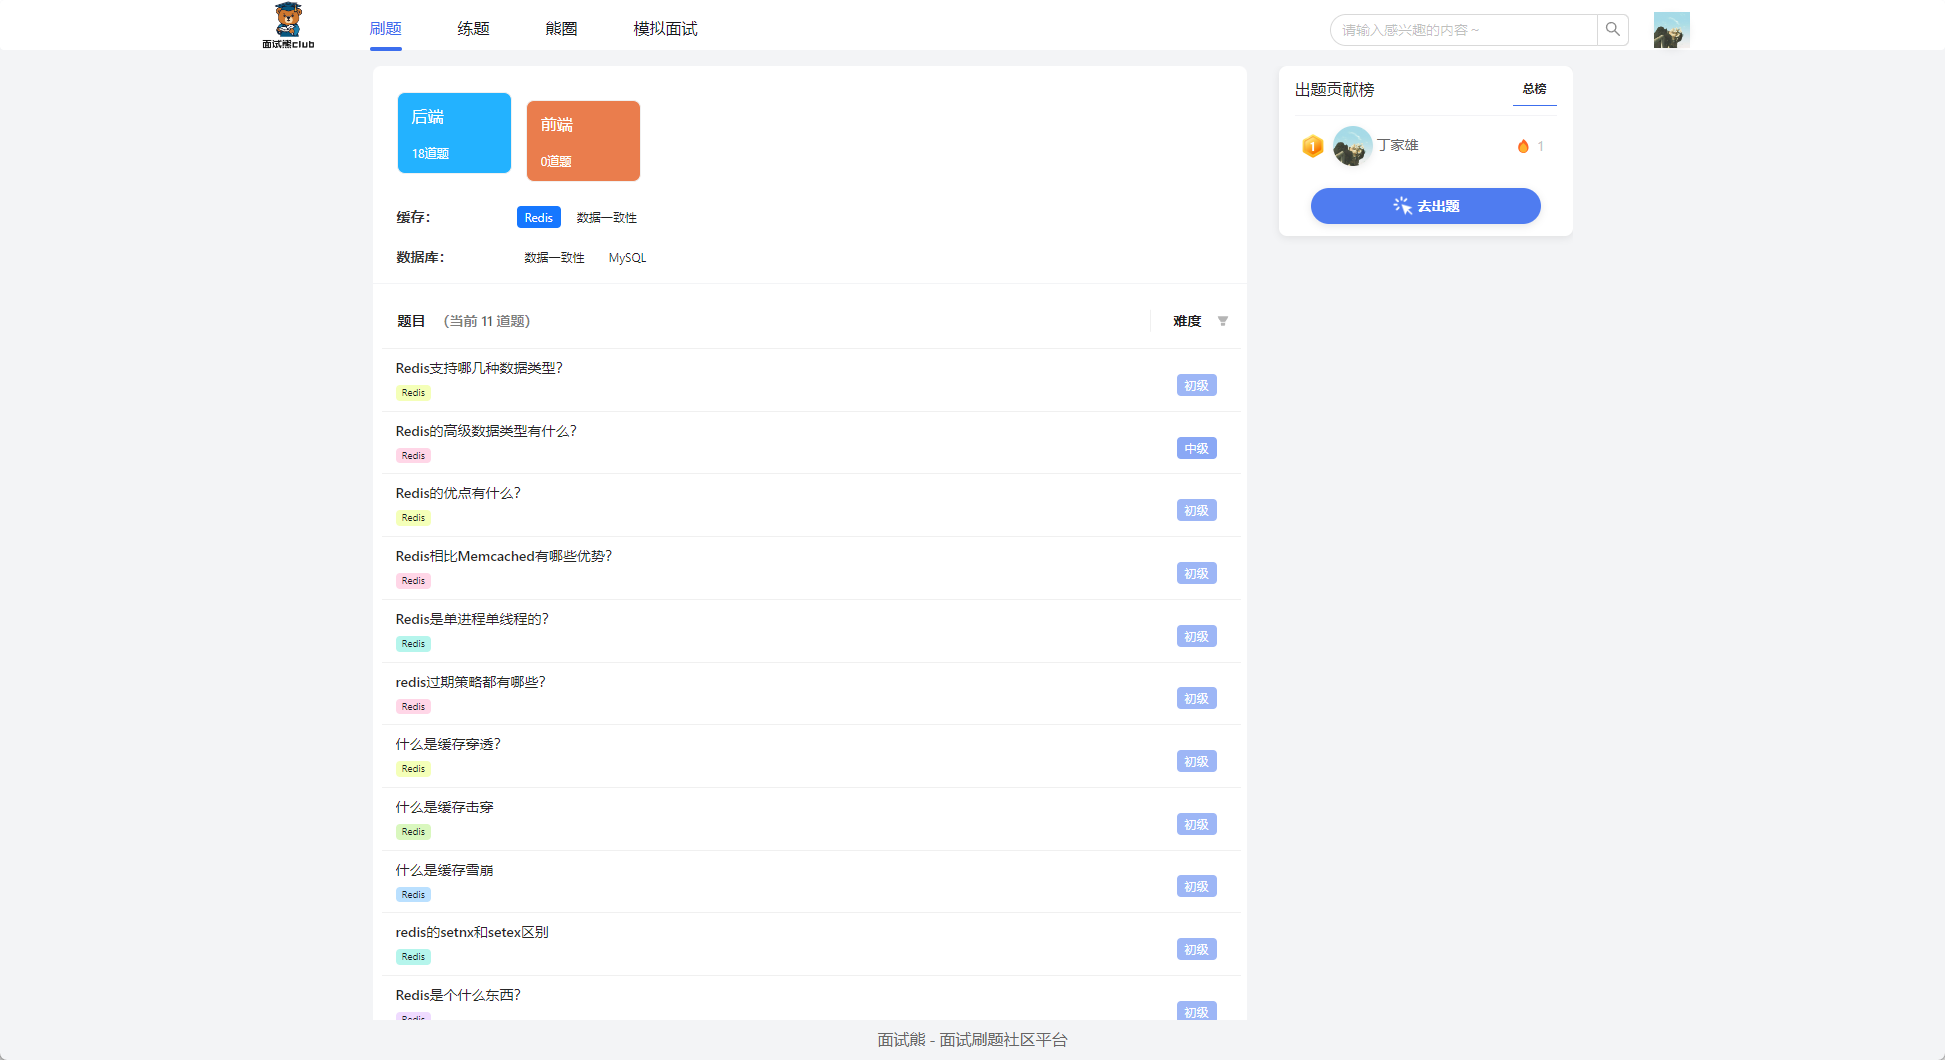 面试熊club
刷题 练题 熊圈 模拟面试
请输入感兴趣的内容 ~
后端
18道题
前端
0道题
缓存： Redis 数据一致性
数据库： 数据一致性 MySQL
题目 (当前 11 道题) 难度
Redis支持哪几种数据类型？
Redis
初级
Redis的高级数据类型有什么？
Redis
中级
Redis的优点有什么？
Redis
初级
Redis相比Memcached有哪些优势？
Redis
初级
Redis是单进程单线程的？
Redis
初级
redis过期策略都有哪些？
Redis
初级
什么是缓存穿透？
Redis
初级
什么是缓存击穿
Redis
初级
什么是缓存雪崩
Redis
初级
redis的setnx和setex区别
Redis
初级
Redis是个什么东西？
Redis
初级
出题贡献榜 总榜
1 丁家雄 1
去出题
面试熊 - 面试刷题社区平台